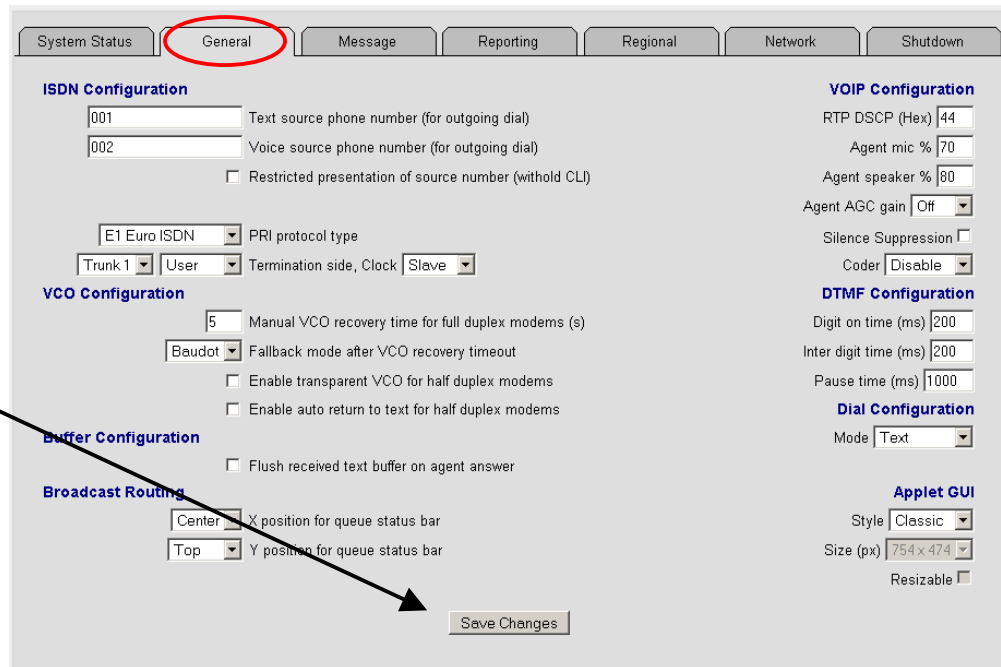 System Status General Message Reporting Regional Network Shutdown
ISDN Configuration
001 Text source phone number (for outgoing dial)
002 Voice source phone number (for outgoing dial)
Restricted presentation of source number (withold CLI)
E1 Euro ISDN PRI protocol type
Trunk 1 User Termination side, Clock Slave
VCO Configuration
5 Manual VCO recovery time for full duplex modems (s)
Baudot Fallback mode after VCO recovery timeout
Enable transparent VCO for half duplex modems
Enable auto return to text for half duplex modems
Buffer Configuration
Flush received text buffer on agent answer
Broadcast Routing
Center X position for queue status bar
Top Y position for queue status bar
VOIP Configuration
RTP DSCP (Hex) 44
Agent mic % 70
Agent speaker % 80
Agent AGC gain Off
Silence Suppression
Coder Disable
DTMF Configuration
Digit on time (ms) 200
Inter digit time (ms) 200
Pause time (ms) 1000
Dial Configuration
Mode Text
Applet GUI
Style Classic
Size (px) 754 x 474
Resizable
Save Changes